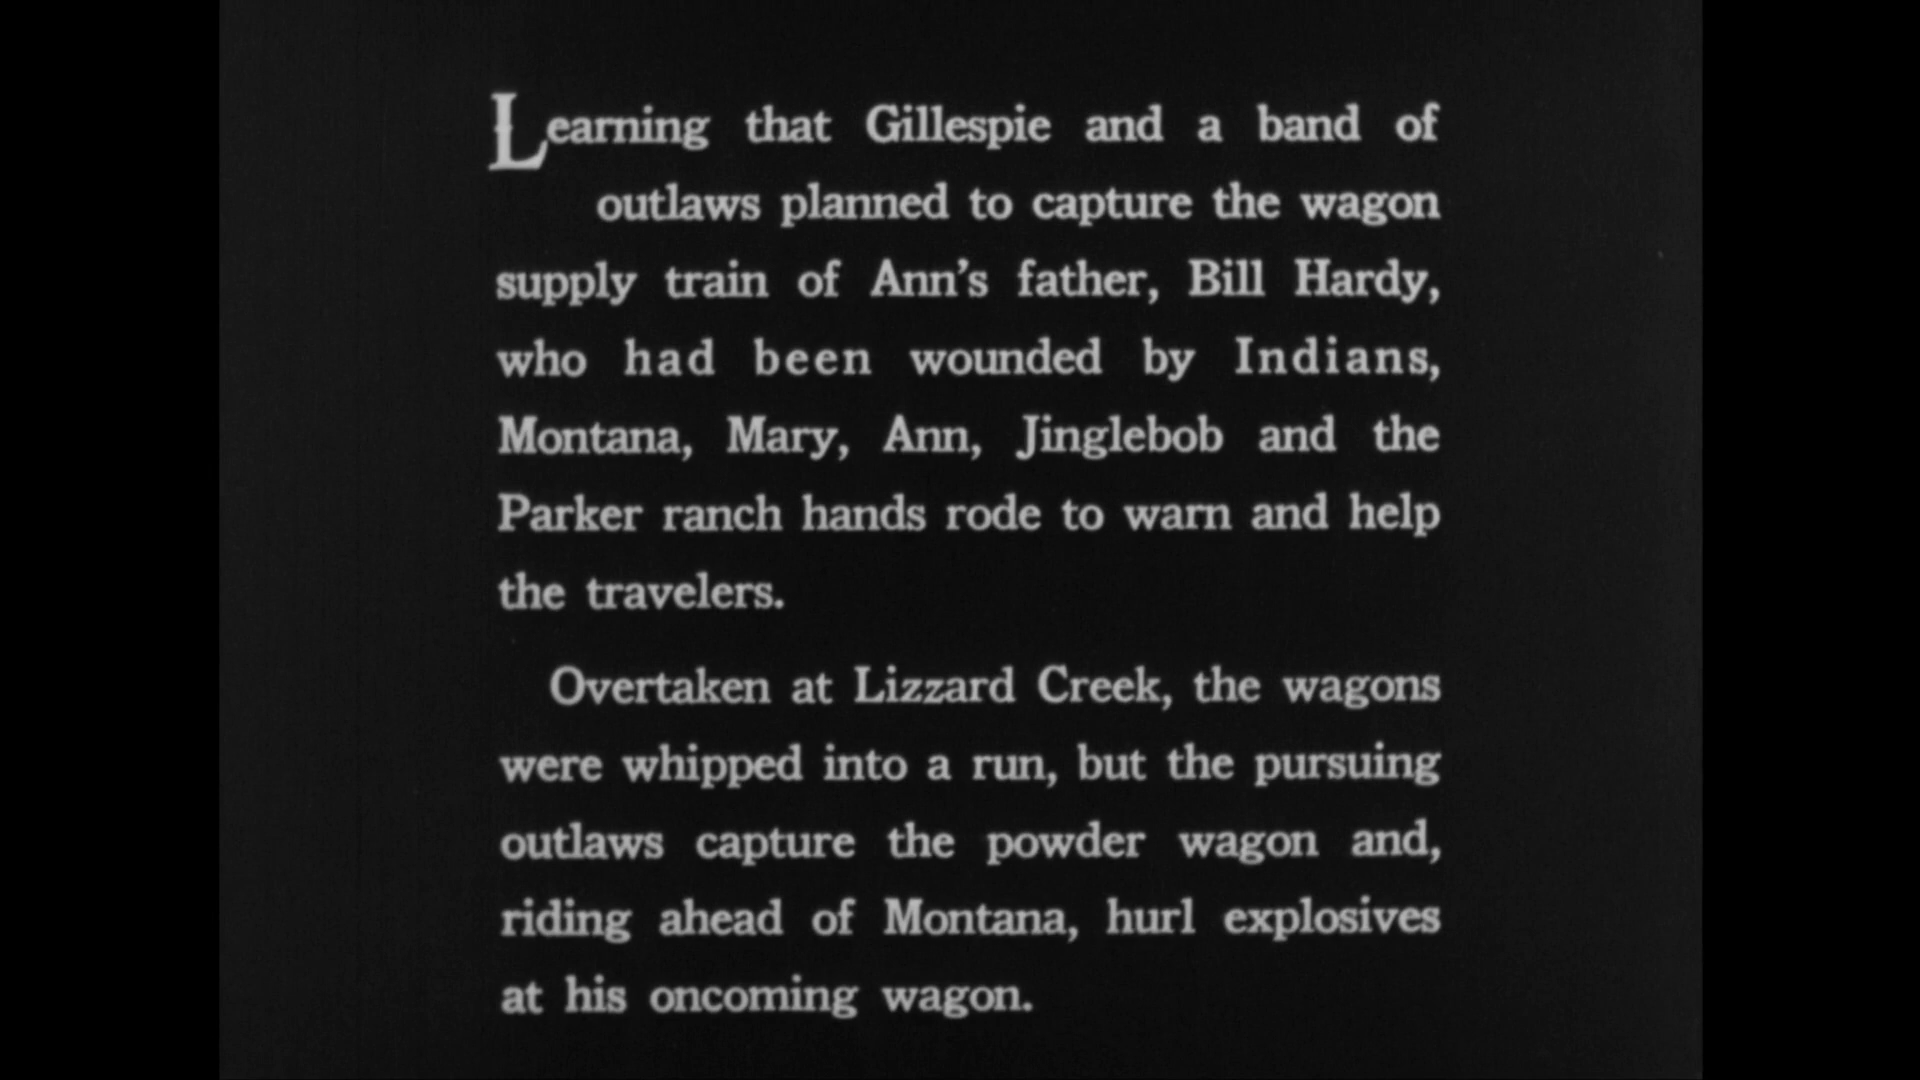 Learning that Gillespie and a band of
outlaws planned to capture the wagon
supply train of Ann's father, Bill Hardy,
who had been wounded by Indians,
Montana, Mary, Ann, Jinglebob and the
Parker ranch hands rode to warn and help
the travelers.
Overtaken at Lizzard Creek, the wagons
were whipped into a run, but the pursuing
outlaws capture the powder wagon and,
riding ahead of Montana, hurl explosives
at his oncoming wagon.